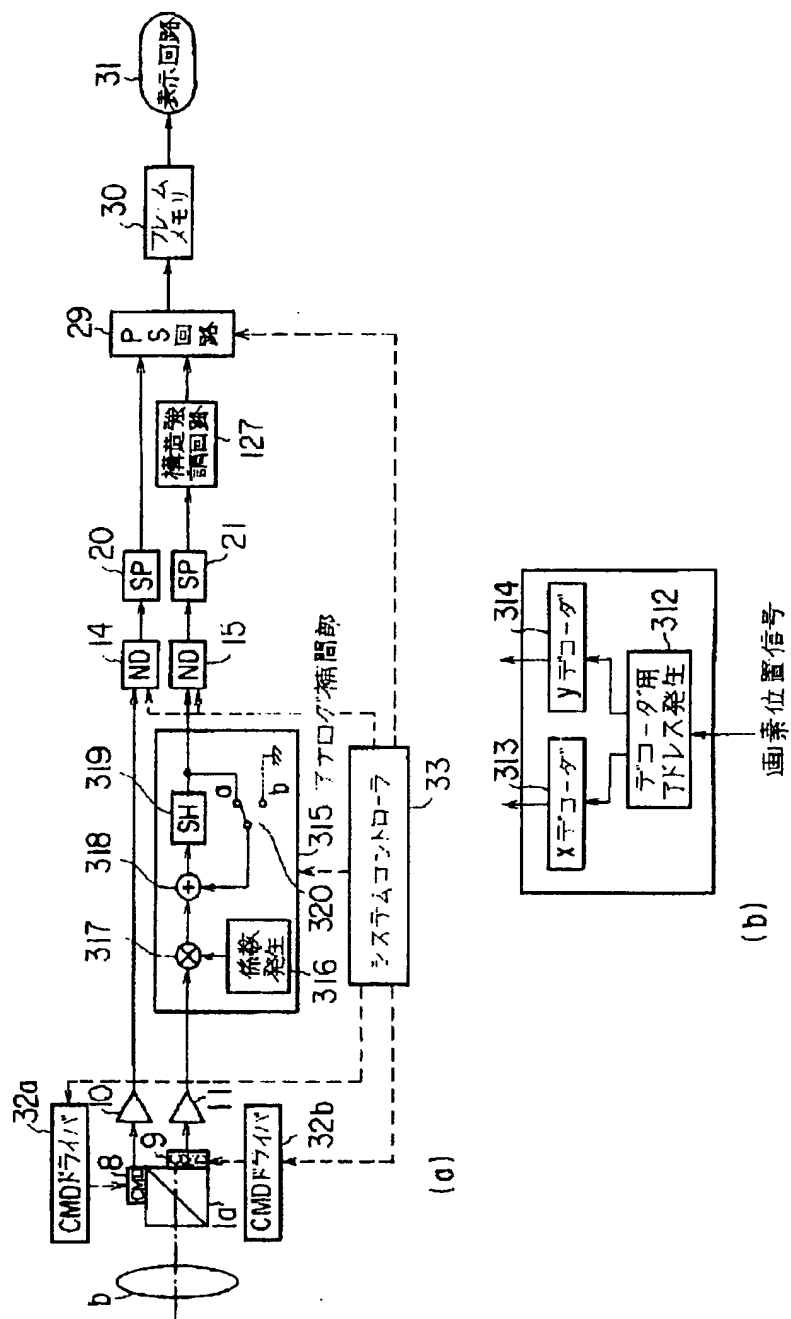 32a
CMDドライバ
8
CMD
10
b
1a
9
11
CMDドライバ
32b
317
318
319
SH
a
b
係数
発生
316
320
315
アナログ補間部
システムコントローラ
33
14
ND
ND
15
20
SP
SP
21
構造強
調回路
127
29
PS回路
30
フレーム
メモリ
31
表示回路
(a)
313
xデコーダ
314
yデコーダ
312
デコーダ用
アドレス発生
画素位置信号
(b)